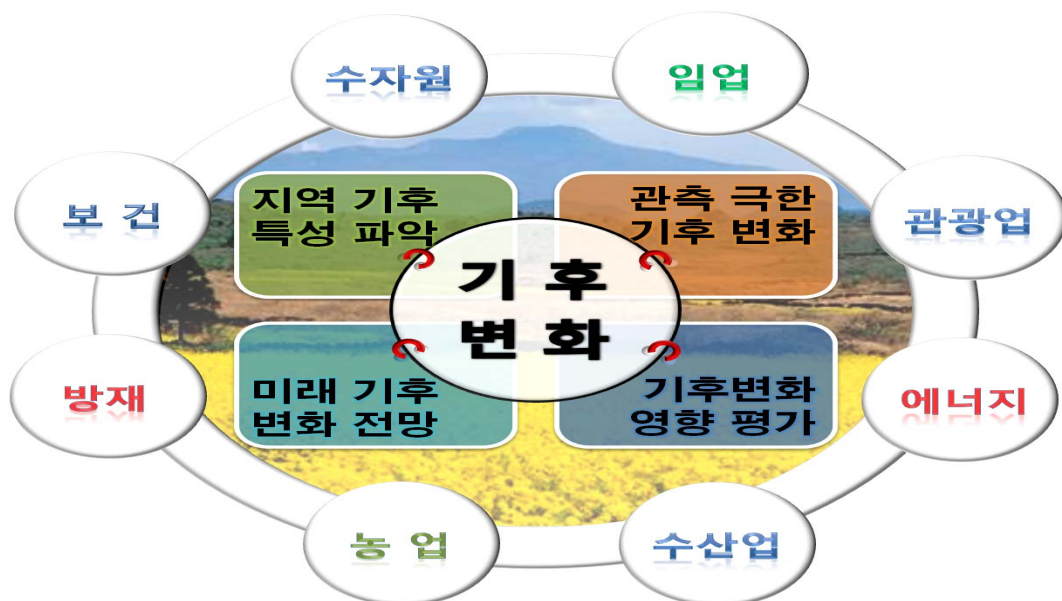 수자원
임업
보 건
관광업
지역 기후
특성 파악
관측 극한
기후 변화
기 후
변 화
미래 기후
변화 전망
기후변화
영향 평가
방재
에너지
농 업
수산업